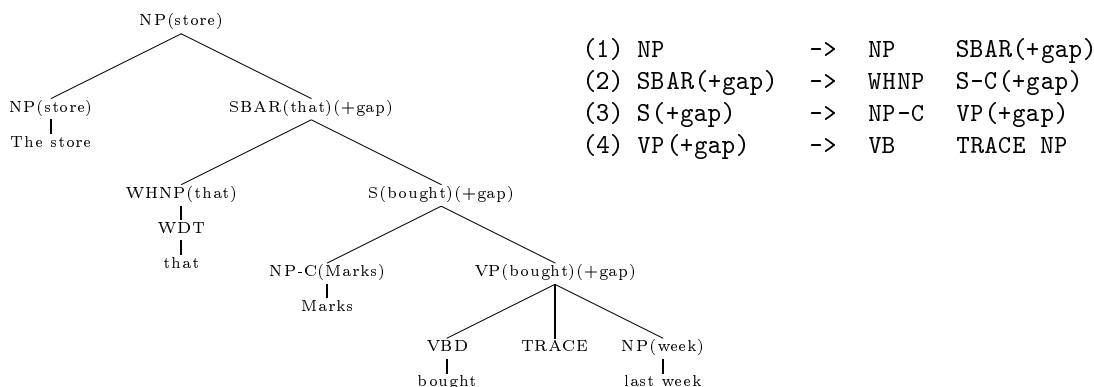 NP(store)
NP(store) SBAR(that)(+gap)
The store
WHNP(that) S(bought)(+gap)
WDT
that NP-C(Marks) VP(bought)(+gap)
Marks
VBD TRACE NP(week)
bought last week
(1) NP -> NP SBAR(+gap)
(2) SBAR(+gap) -> WHNP S-C(+gap)
(3) S(+gap) -> NP-C VP(+gap)
(4) VP(+gap) -> VB TRACE NP